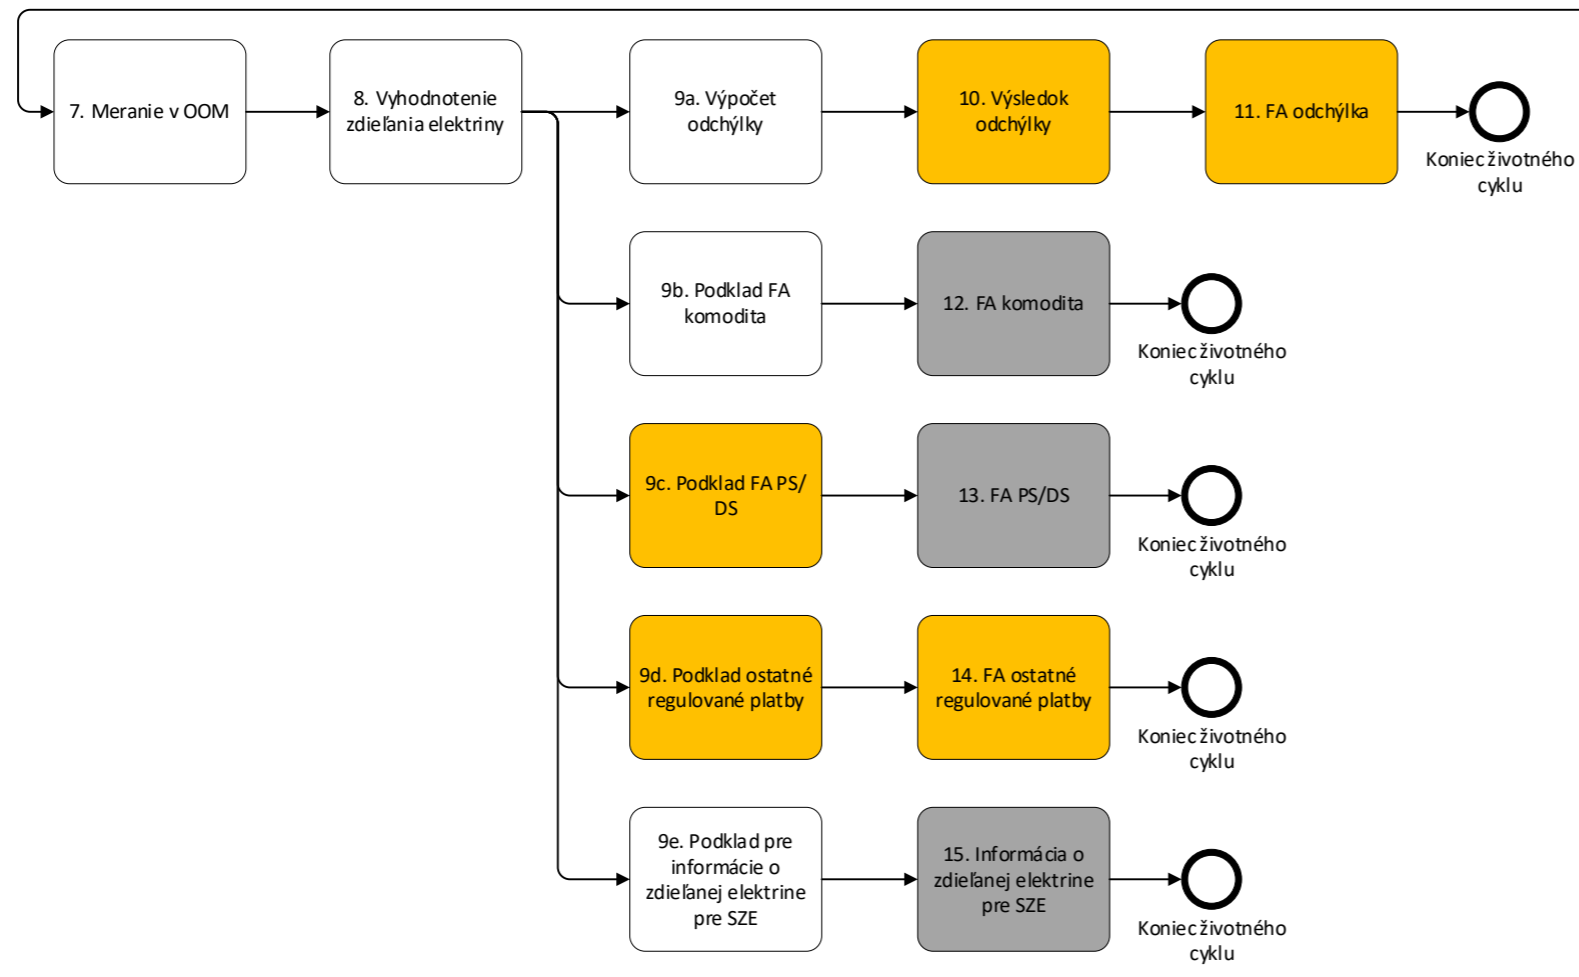 7. Meranie v OOM
8. Vyhodnotenie
zdieľania elektriny
9a. Výpočet
odchýlky
10. Výsledok
odchýlky
11. FA odchýlka
Koniec životného
cyklu
9b. Podklad FA
komodita
12. FA komodita
Koniec životného
cyklu
9c. Podklad FA PS/
DS
13. FA PS/DS
Koniec životného
cyklu
9d. Podklad ostatné
regulované platby
14. FA ostatné
regulované platby
Koniec životného
cyklu
9e. Podklad pre
informácie o
zdieľanej elektrine
pre SZE
15. Informácia o
zdieľanej elektrine
pre SZE
Koniec životného
cyklu